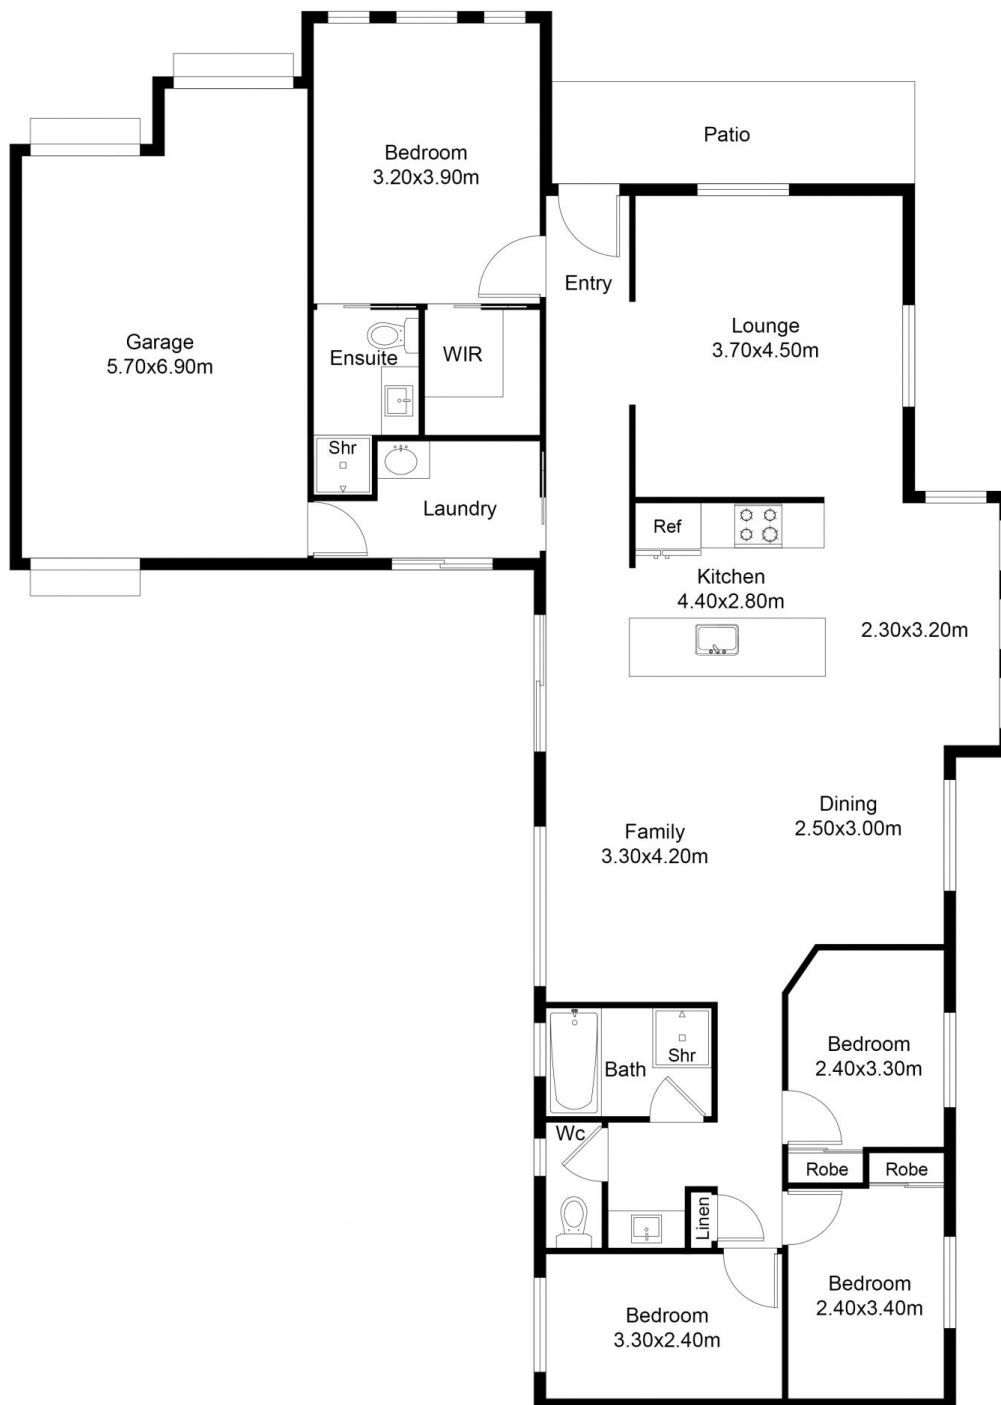 Patio
Bedroom
3.20x3.90m
Entry
Garage
5.70x6.90m
Ensuite
WIR
Lounge
3.70x4.50m
Shr
Laundry
Ref
Kitchen
4.40x2.80m
2.30x3.20m
Family
3.30x4.20m
Dining
2.50x3.00m
Bath
Shr
Bedroom
2.40x3.30m
Wc
Robe
Robe
Linen
Bedroom
3.30x2.40m
Bedroom
2.40x3.40m